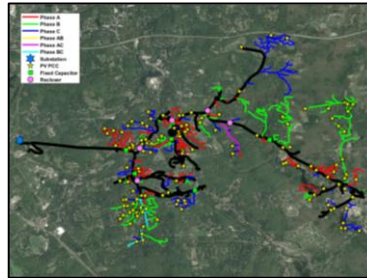 Phase A
Phase B
Phase C
Phase AB
Phase AC
Phase BC
Substation
PV PCC
Fixed Capacitor
Recloser